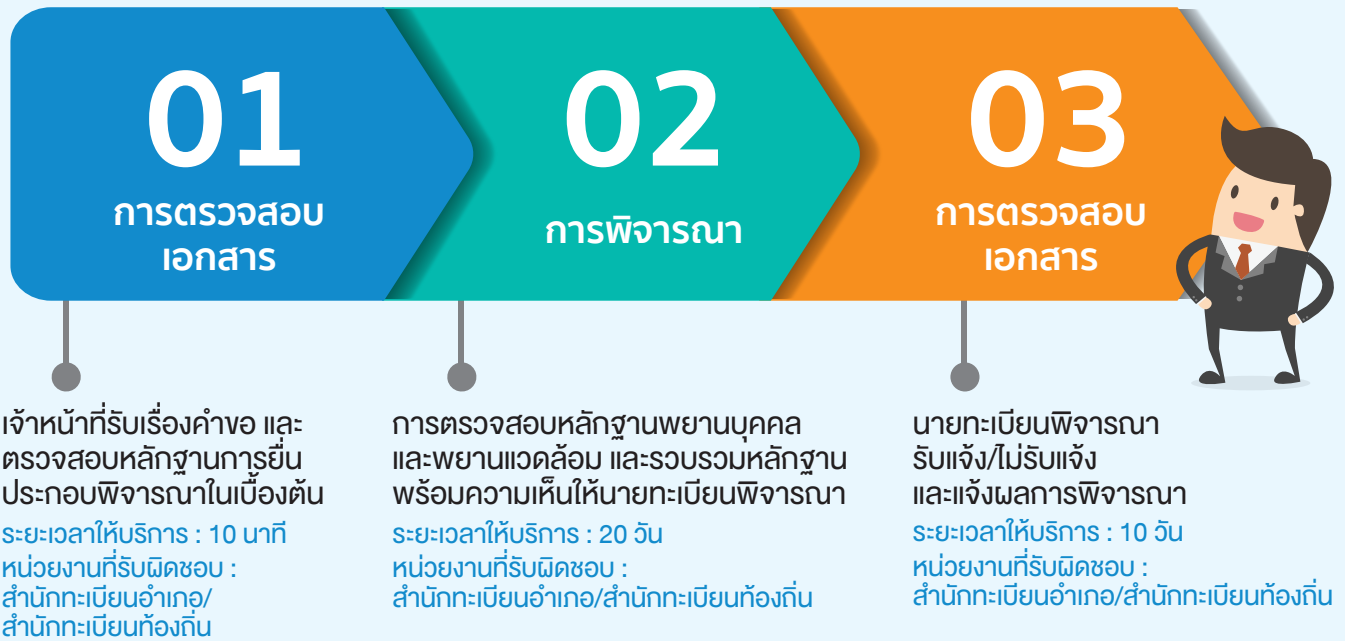 01
การตรวจสอบ
เอกสาร
02
การพิจารณา
03
การตรวจสอบ
เอกสาร
เจ้าหน้าที่รับเรื่องคำขอ และ
ตรวจสอบหลักฐานการยื่น
ประกอบพิจารณาในเบื้องต้น
ระยะเวลาให้บริการ : 10 นาที
หน่วยงานที่รับผิดชอบ :
สำนักทะเบียนอำเภอ/
สำนักทะเบียนท้องถิ่น
การตรวจสอบหลักฐานพยานบุคคล
และพยานแวดล้อม และรวบรวมหลักฐาน
พร้อมความเห็นให้นายทะเบียนพิจารณา
ระยะเวลาให้บริการ : 20 วัน
หน่วยงานที่รับผิดชอบ :
สำนักทะเบียนอำเภอ/สำนักทะเบียนท้องถิ่น
นายทะเบียนพิจารณา
รับแจ้ง/ไม่รับแจ้ง
และแจ้งผลการพิจารณา
ระยะเวลาให้บริการ : 10 วัน
หน่วยงานที่รับผิดชอบ :
สำนักทะเบียนอำเภอ/สำนักทะเบียนท้องถิ่น